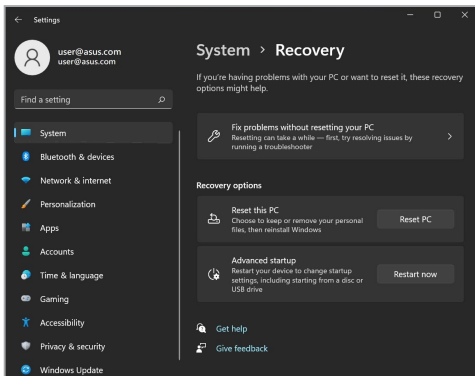 Settings
user@asus.com
user@asus.com
Find a setting
System
Bluetooth & devices
Network & internet
Personalization
Apps
Accounts
Time & language
Gaming
Accessibility
Privacy & security
Windows Update
System > Recovery
If you're having problems with your PC or want to reset it, these recovery
options might help.
Fix problems without resetting your PC
Resetting can take a while — first, try resolving issues by
running a troubleshooter
Recovery options
Reset this PC
Choose to keep or remove your personal
files, then reinstall Windows
Reset PC
Advanced startup
Restart your device to change startup
settings, including starting from a disc or
USB drive
Restart now
Get help
Give feedback